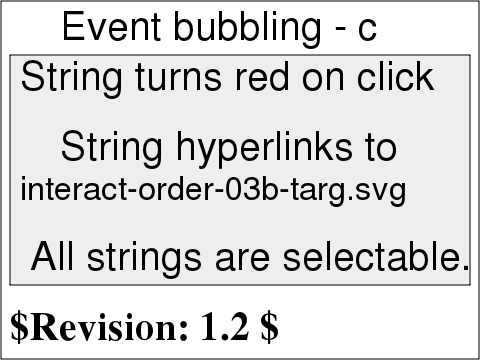 Event bubbling - c
String turns red on click
String hyperlinks to
interact-order-03b-targ.svg
All strings are selectable.
$Revision: 1.2 $